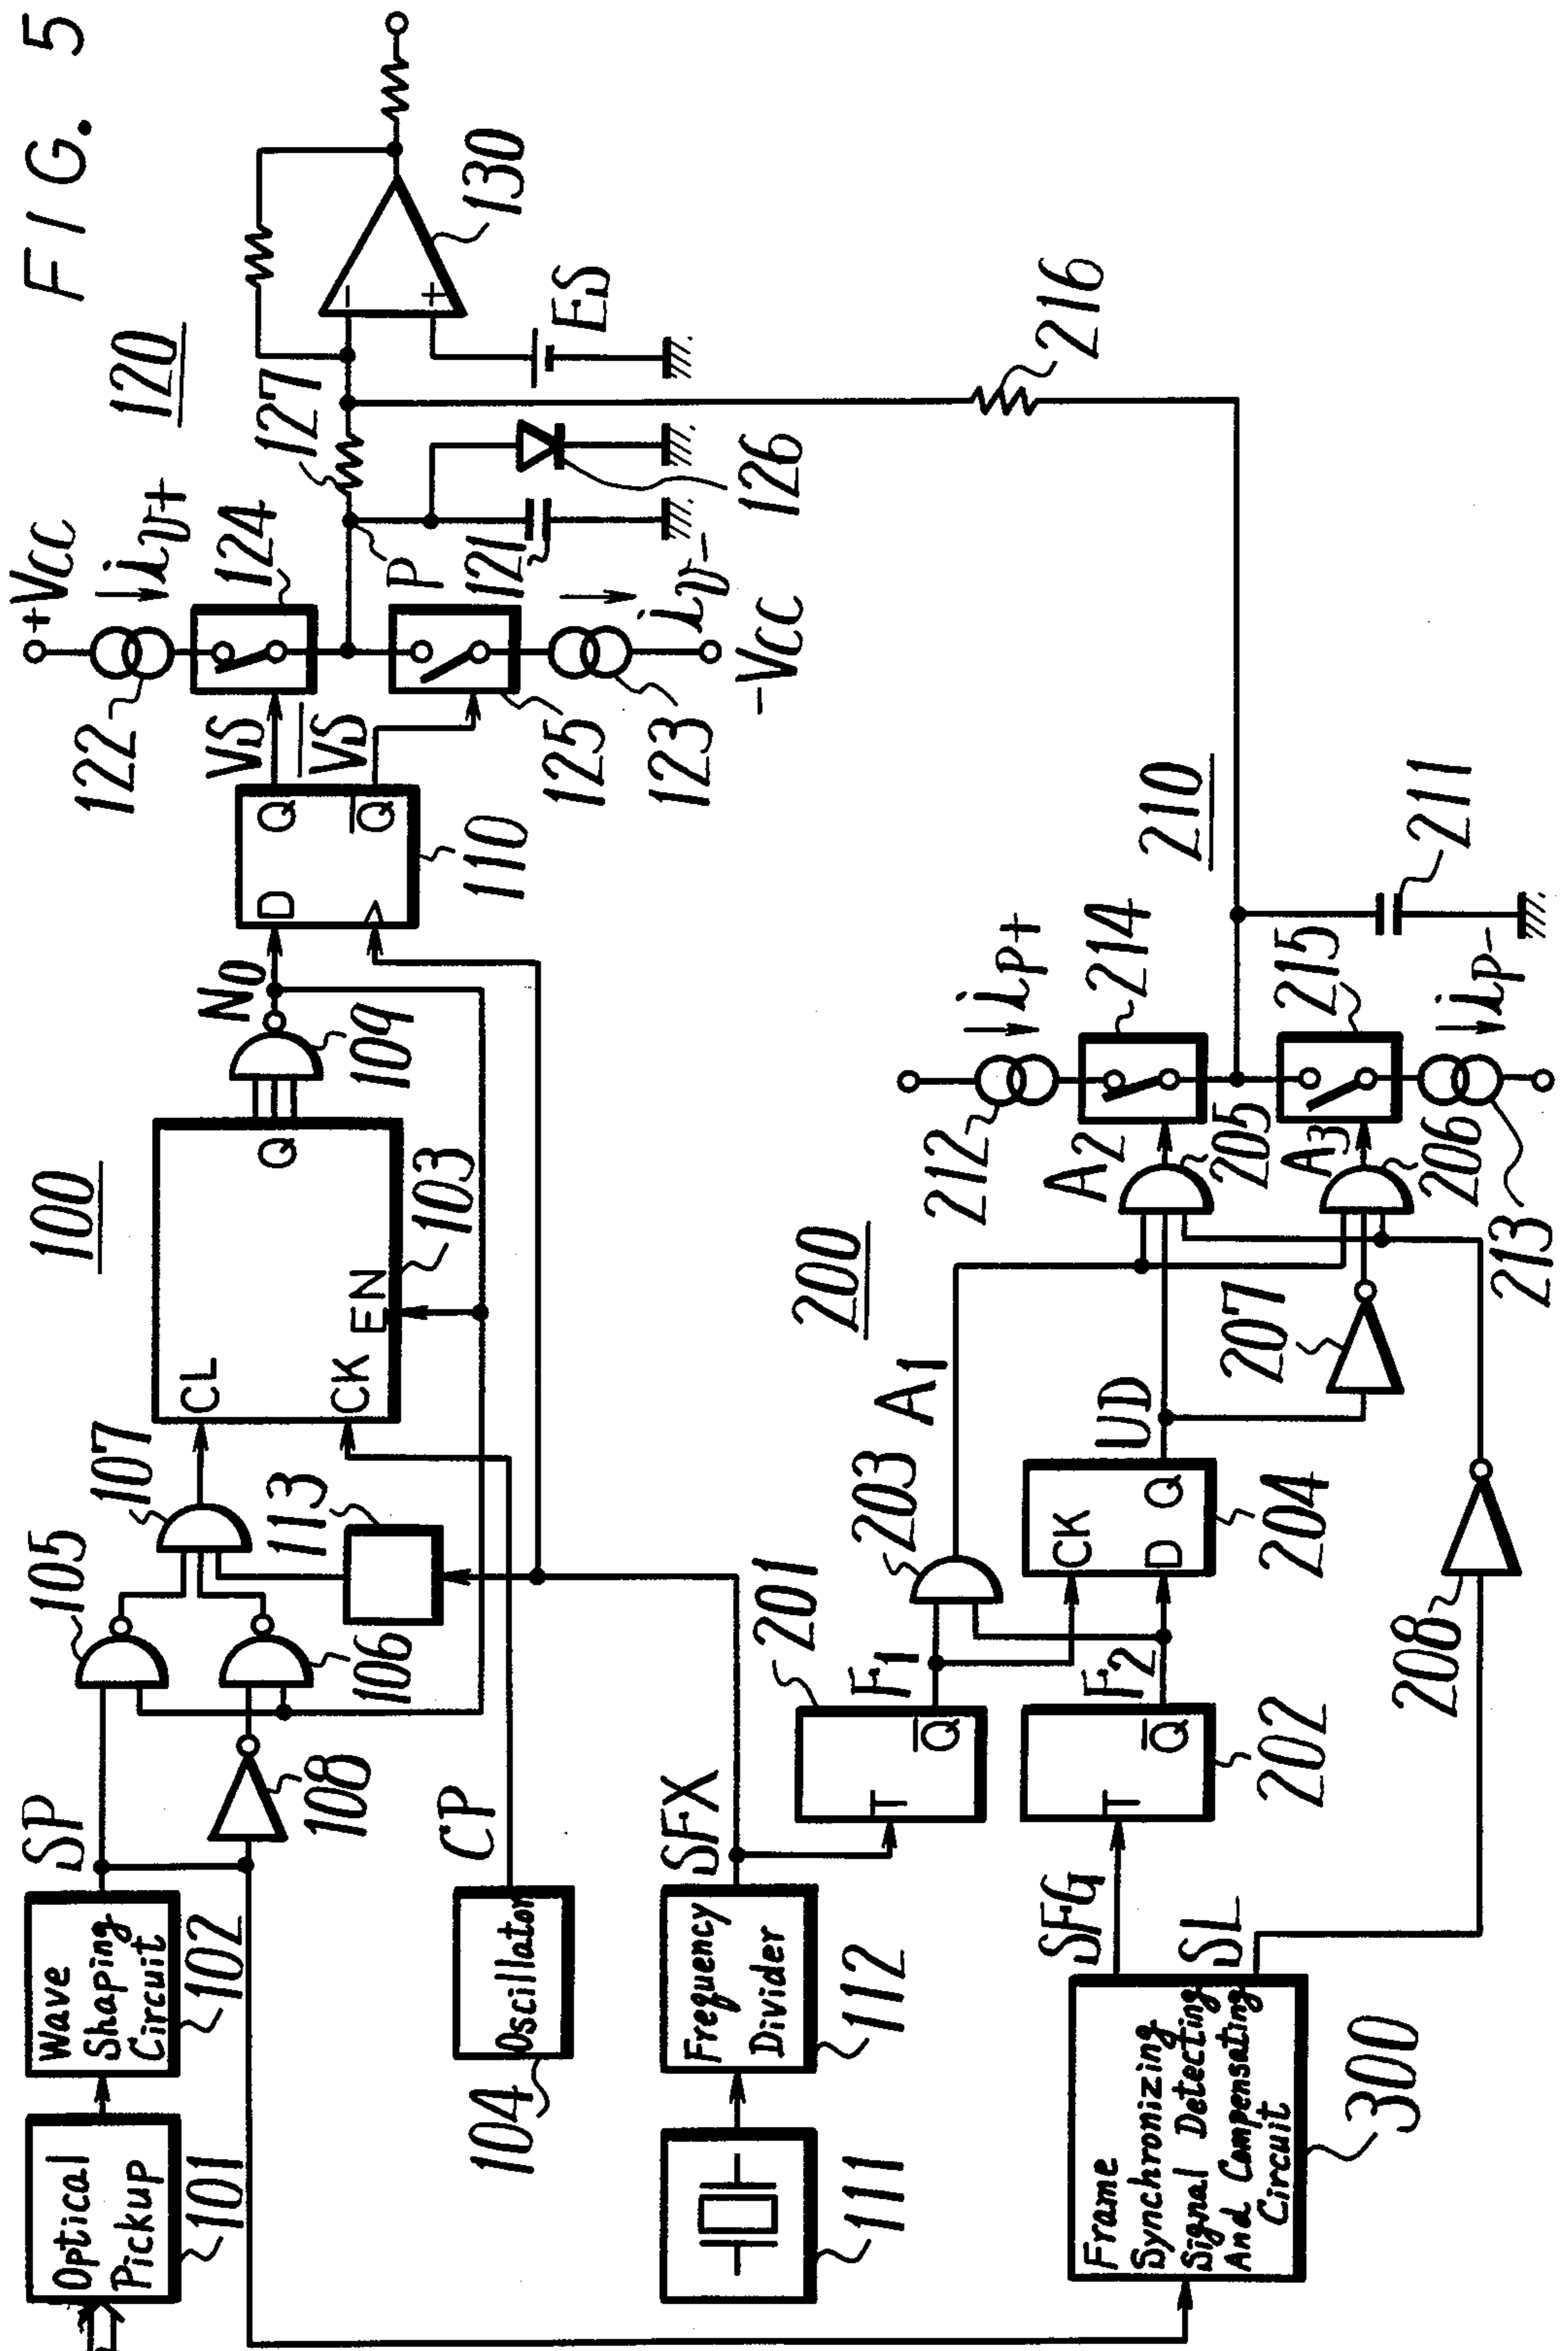 FIG. 5
Optical
Pickup
101
Wave
Shaping
Circuit
102
SP
105
106
107
108
113
100
CL
CK
EN
Q
103
109
N0
D
Q
Q̅
110
VS
V̅S̅
122
+Vcc
iv+
124
125
123
iv-
-Vcc
P
121
126
127
120
ES
130
Oscillator
104
CP
111
Frequency
Divider
112
SFX
201
T
Q̅
F1
202
T
Q̅
F2
203
A1
CK
D
Q
204
UD
200
207
208
A2
205
A3
206
212
iP+
214
215
iP-
213
210
211
216
Frame
Synchronizing
Signal Detecting
And Compensating
Circuit
300
SFG
SL